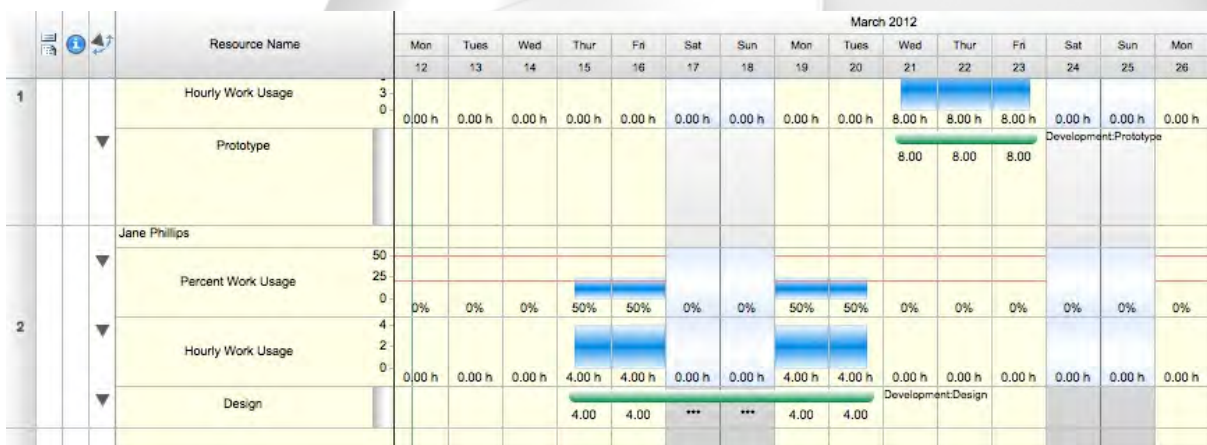 March 2012
Resource Name Mon Tues Wed Thur Fri Sat Sun Mon Tues Wed Thur Fri Sat Sun Mon
12 13 14 15 16 17 18 19 20 21 22 23 24 25 26
1 Hourly Work Usage 3
0
0.00 h 0.00 h 0.00 h 0.00 h 0.00 h 0.00 h 0.00 h 0.00 h 0.00 h 8.00 h 8.00 h 8.00 h 0.00 h 0.00 h 0.00 h
Prototype Development:Prototype
8.00 8.00 8.00
Jane Phillips
50
Percent Work Usage 25
0
0% 0% 0% 50% 50% 0% 0% 50% 50% 0% 0% 0% 0% 0% 0%
2 4
Hourly Work Usage 2
0
0.00 h 0.00 h 0.00 h 4.00 h 4.00 h 0.00 h 0.00 h 4.00 h 4.00 h 0.00 h 0.00 h 0.00 h 0.00 h 0.00 h 0.00 h
Design Development:Design
4.00 4.00 ••• ••• 4.00 4.00